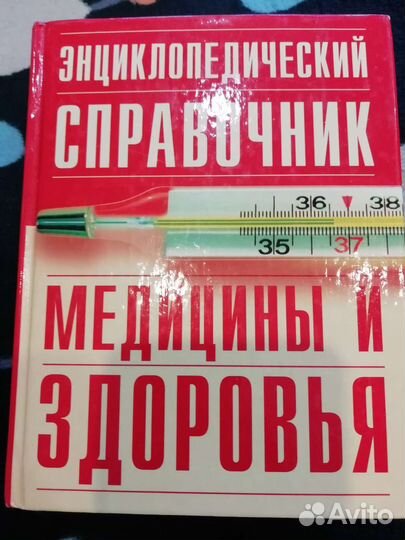 ЭНЦИКЛОПЕДИЧЕСКИЙ
СПРАВОЧНИК
36 38
35 37
МЕДИЦИНЫ И
ЗДОРОВЬЯ
Avito